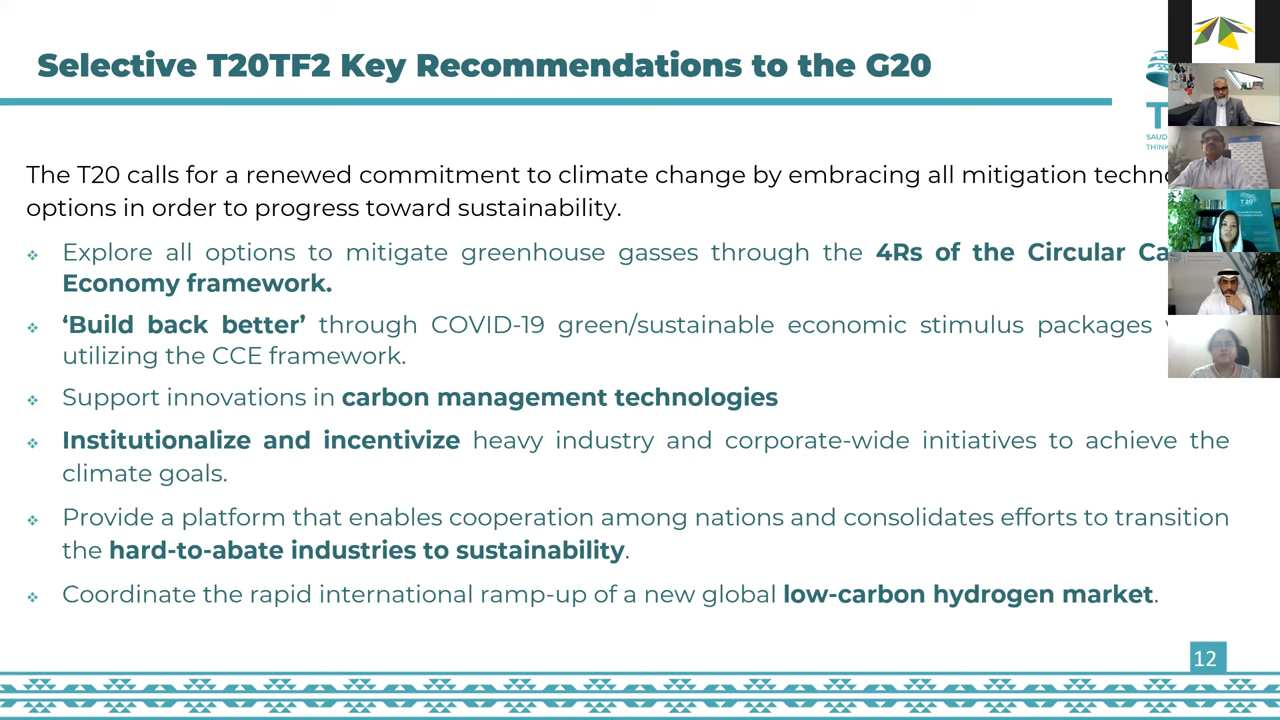 Selective T20TF2 Key Recommendations to the G20
The T20 calls for a renewed commitment to climate change by embracing all mitigation
options in order to progress toward sustainability.
Explore all options to mitigate greenhouse gasses through the 4Rs of the Circular
Economy framework.
‘Build back better’ through COVID-19 green/sustainable economic stimulus packages
utilizing the CCE framework.
Support innovations in carbon management technologies
Institutionalize and incentivize heavy industry and corporate-wide initiatives to achieve the
climate goals.
Provide a platform that enables cooperation among nations and consolidates efforts to transition
the hard-to-abate industries to sustainability.
Coordinate the rapid international ramp-up of a new global low-carbon hydrogen market.
12
THINK
T20